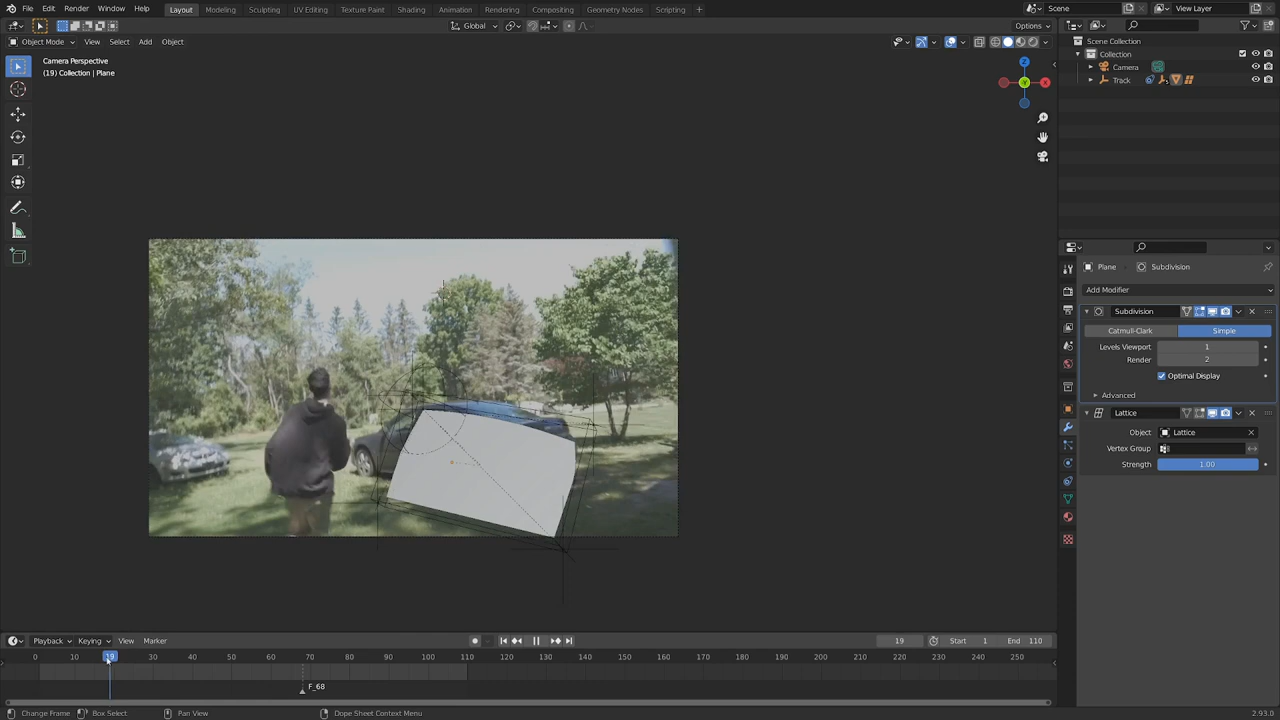 File Edit Render Window Help Layout Modeling Sculpting UV Editing Texture Paint Shading Animation Rendering Compositing Geometry Nodes Scripting + Scene View Layer
Global Options
Object Mode View Select Add Object
Camera Perspective
(19) Collection | Plane
X
Y
Z
Scene Collection
Collection
Camera
Track
Plane Subdivision
Add Modifier
Subdivision
Catmull-Clark Simple
Levels Viewport 1
Render 2
Optimal Display
Advanced
Lattice
Object Lattice
Vertex Group
Strength 1.00
Playback Keying View Marker 19 Start 1 End 110
0 10 19 30 40 50 60 70 80 90 100 110 120 130 140 150 160 170 180 190 200 210 220 230 240 250
F_68
Change Frame Box Select Pan View Dope Sheet Context Menu 2.93.0